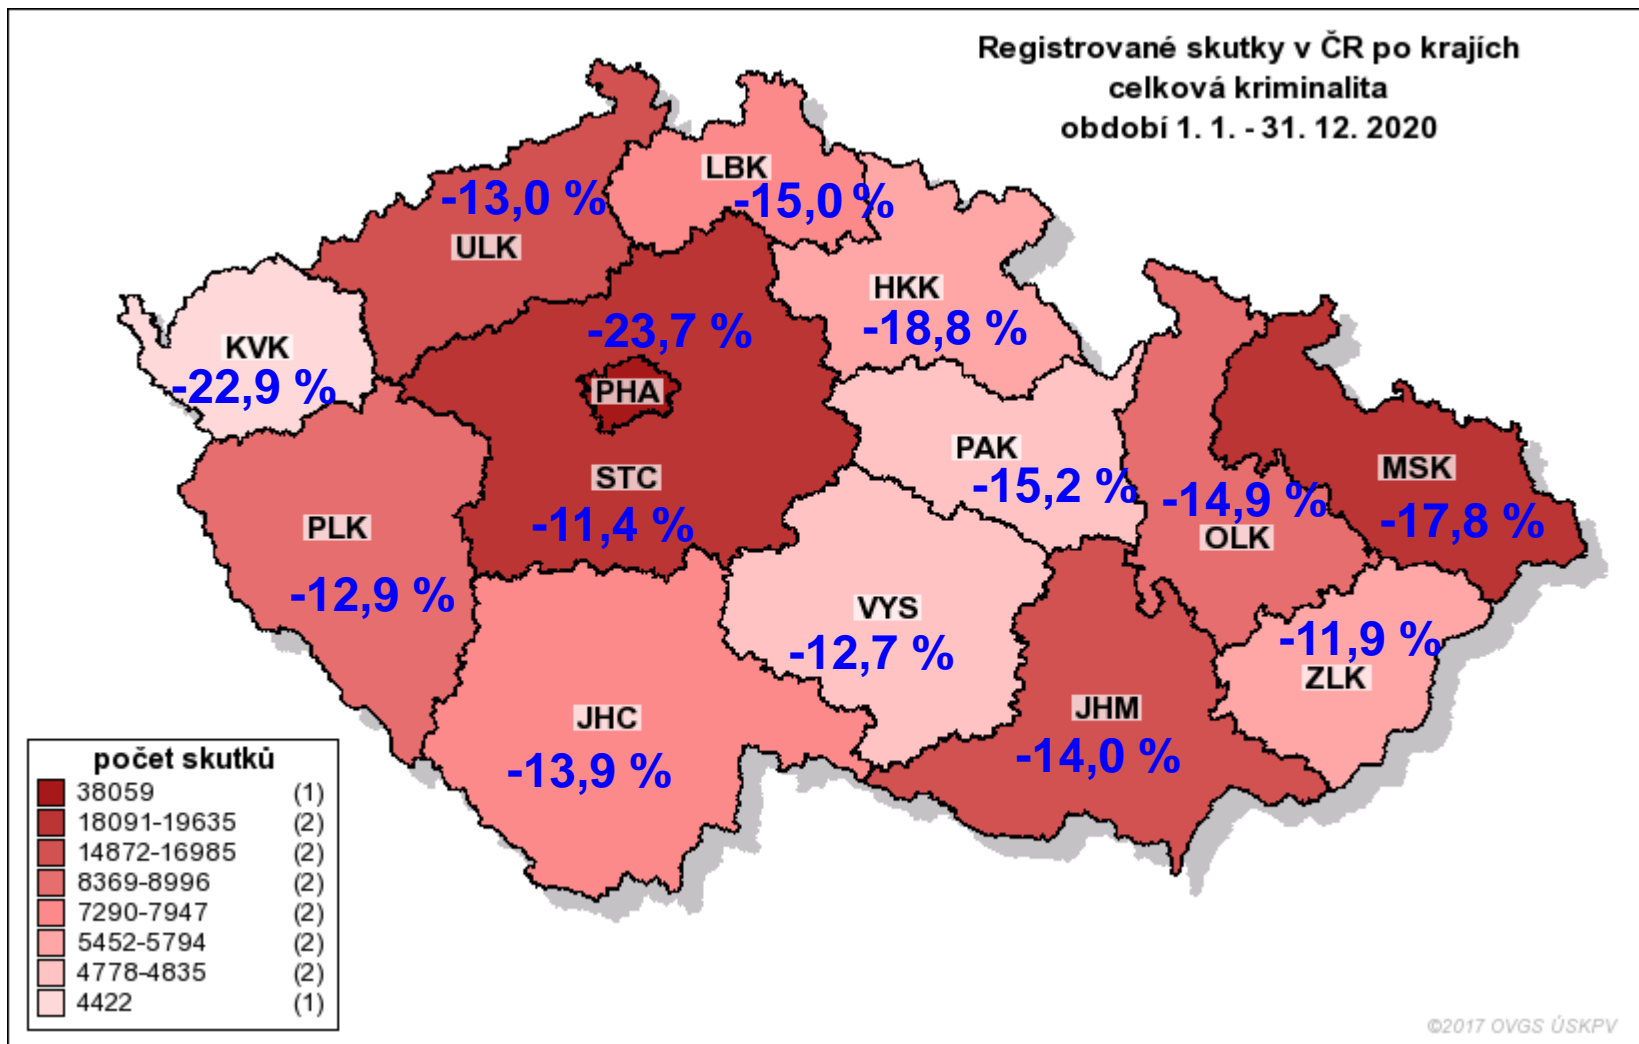 Registrované skutky v ČR po krajích
celková kriminalita
období 1. 1. - 31. 12. 2020
LBK
-15,0 %
-13,0 %
ULK
HKK
-18,8 %
KVK
-22,9 %
-23,7 %
PHA
STC
-11,4 %
PAK
-15,2 %
-14,9 %
OLK
MSK
-17,8 %
PLK
-12,9 %
VYS
-12,7 %
-11,9 %
ZLK
JHC
-13,9 %
JHM
-14,0 %
počet skutků
38059 (1)
18091-19635 (2)
14872-16985 (2)
8369-8996 (2)
7290-7947 (2)
5452-5794 (2)
4778-4835 (2)
4422 (1)
©2017 OVGS ÚSKPV